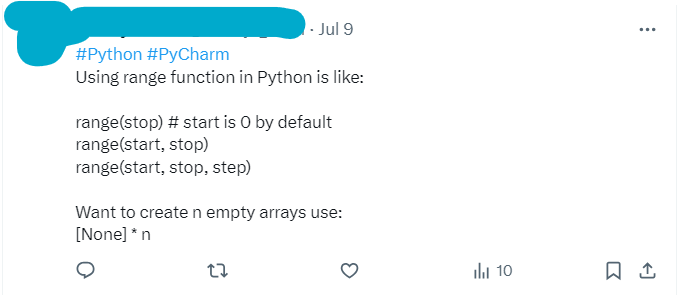 · Jul 9
#Python #PyCharm
Using range function in Python is like:
range(stop) # start is 0 by default
range(start, stop)
range(start, stop, step)
Want to create n empty arrays use:
[None] * n
10